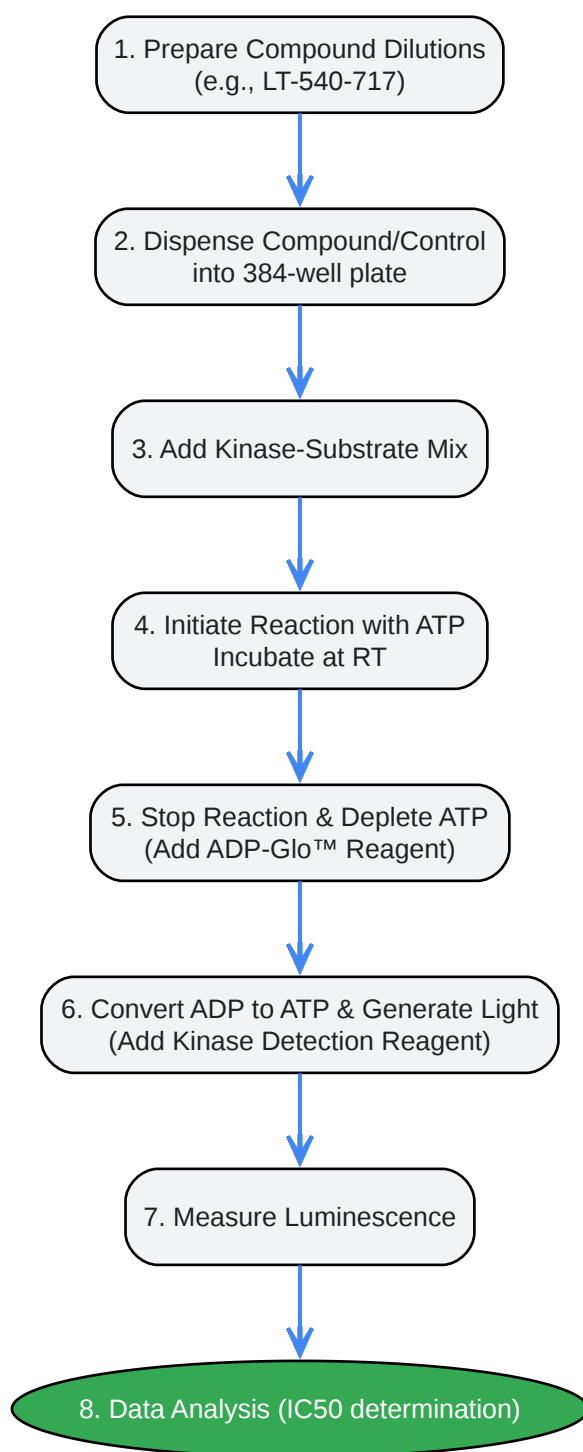 1. Prepare Compound Dilutions
(e.g., LT-540-717)
2. Dispense Compound/Control
into 384-well plate
3. Add Kinase-Substrate Mix
4. Initiate Reaction with ATP
Incubate at RT
5. Stop Reaction & Deplete ATP
(Add ADP-Glo™ Reagent)
6. Convert ADP to ATP & Generate Light
(Add Kinase Detection Reagent)
7. Measure Luminescence
8. Data Analysis (IC50 determination)